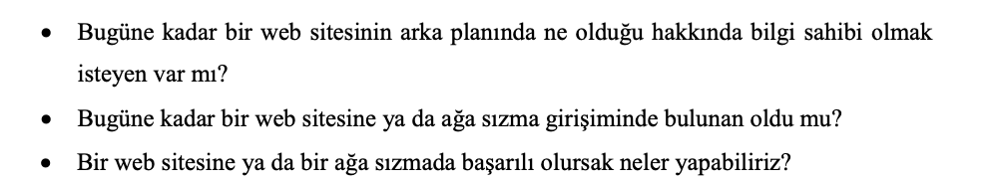 • Bugüne kadar bir web sitesinin arka planında ne olduğu hakkında bilgi sahibi olmak
isteyen var mı?
• Bugüne kadar bir web sitesine ya da ağa sızma girişiminde bulunan oldu mu?
• Bir web sitesine ya da bir ağa sızmada başarılı olursak neler yapabiliriz?